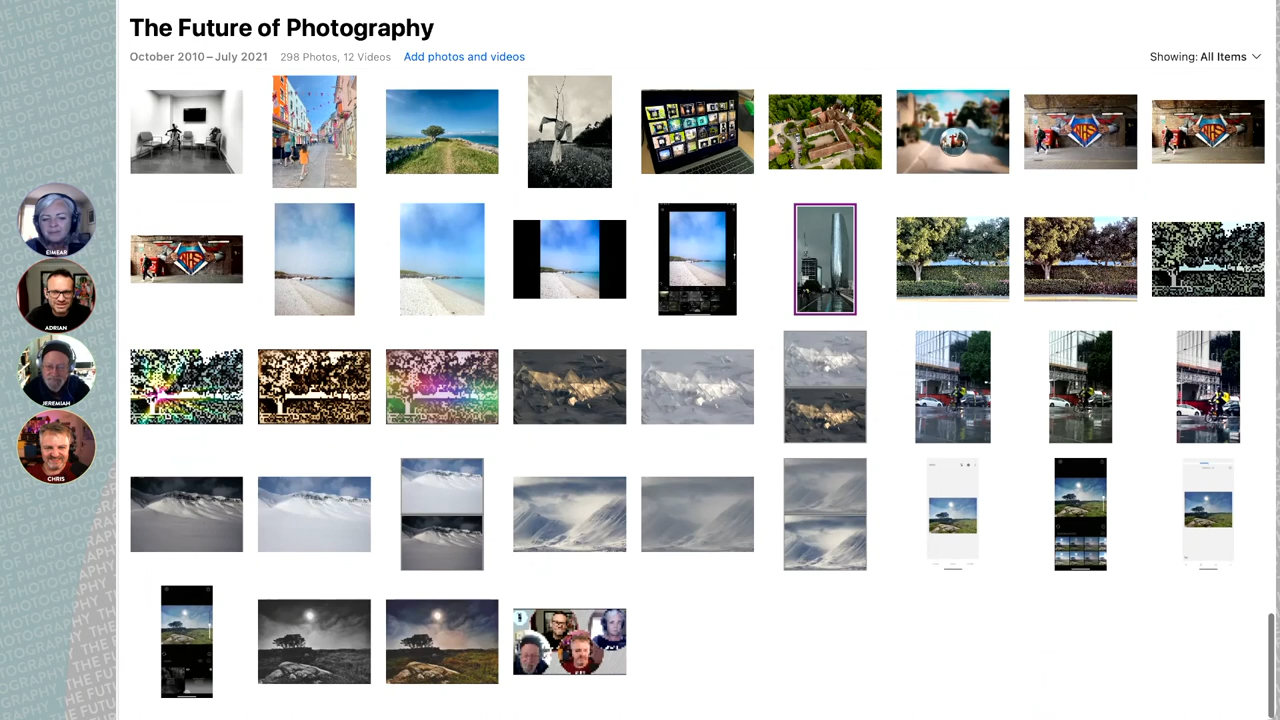 The Future of Photography
October 2010 – July 2021 298 Photos, 12 Videos Add photos and videos
Showing: All Items
EIMEAR
ADRIAN
JEREMIAH
CHRIS